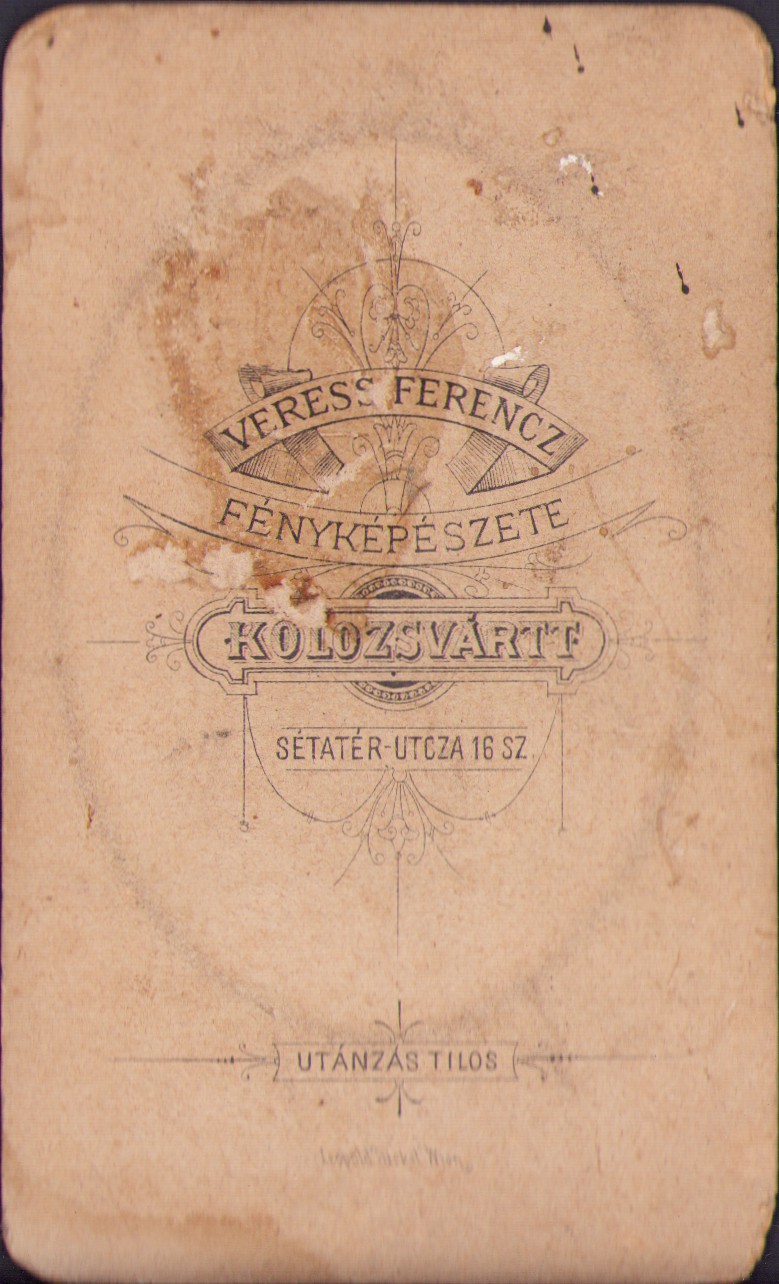 VERESS FERENCZ
FÉNYKÉPÉSZETE
KOLOZSVÁRTT
SÉTATÉR-UTCZA 16 SZ.
UTÁNZÁS TILOS